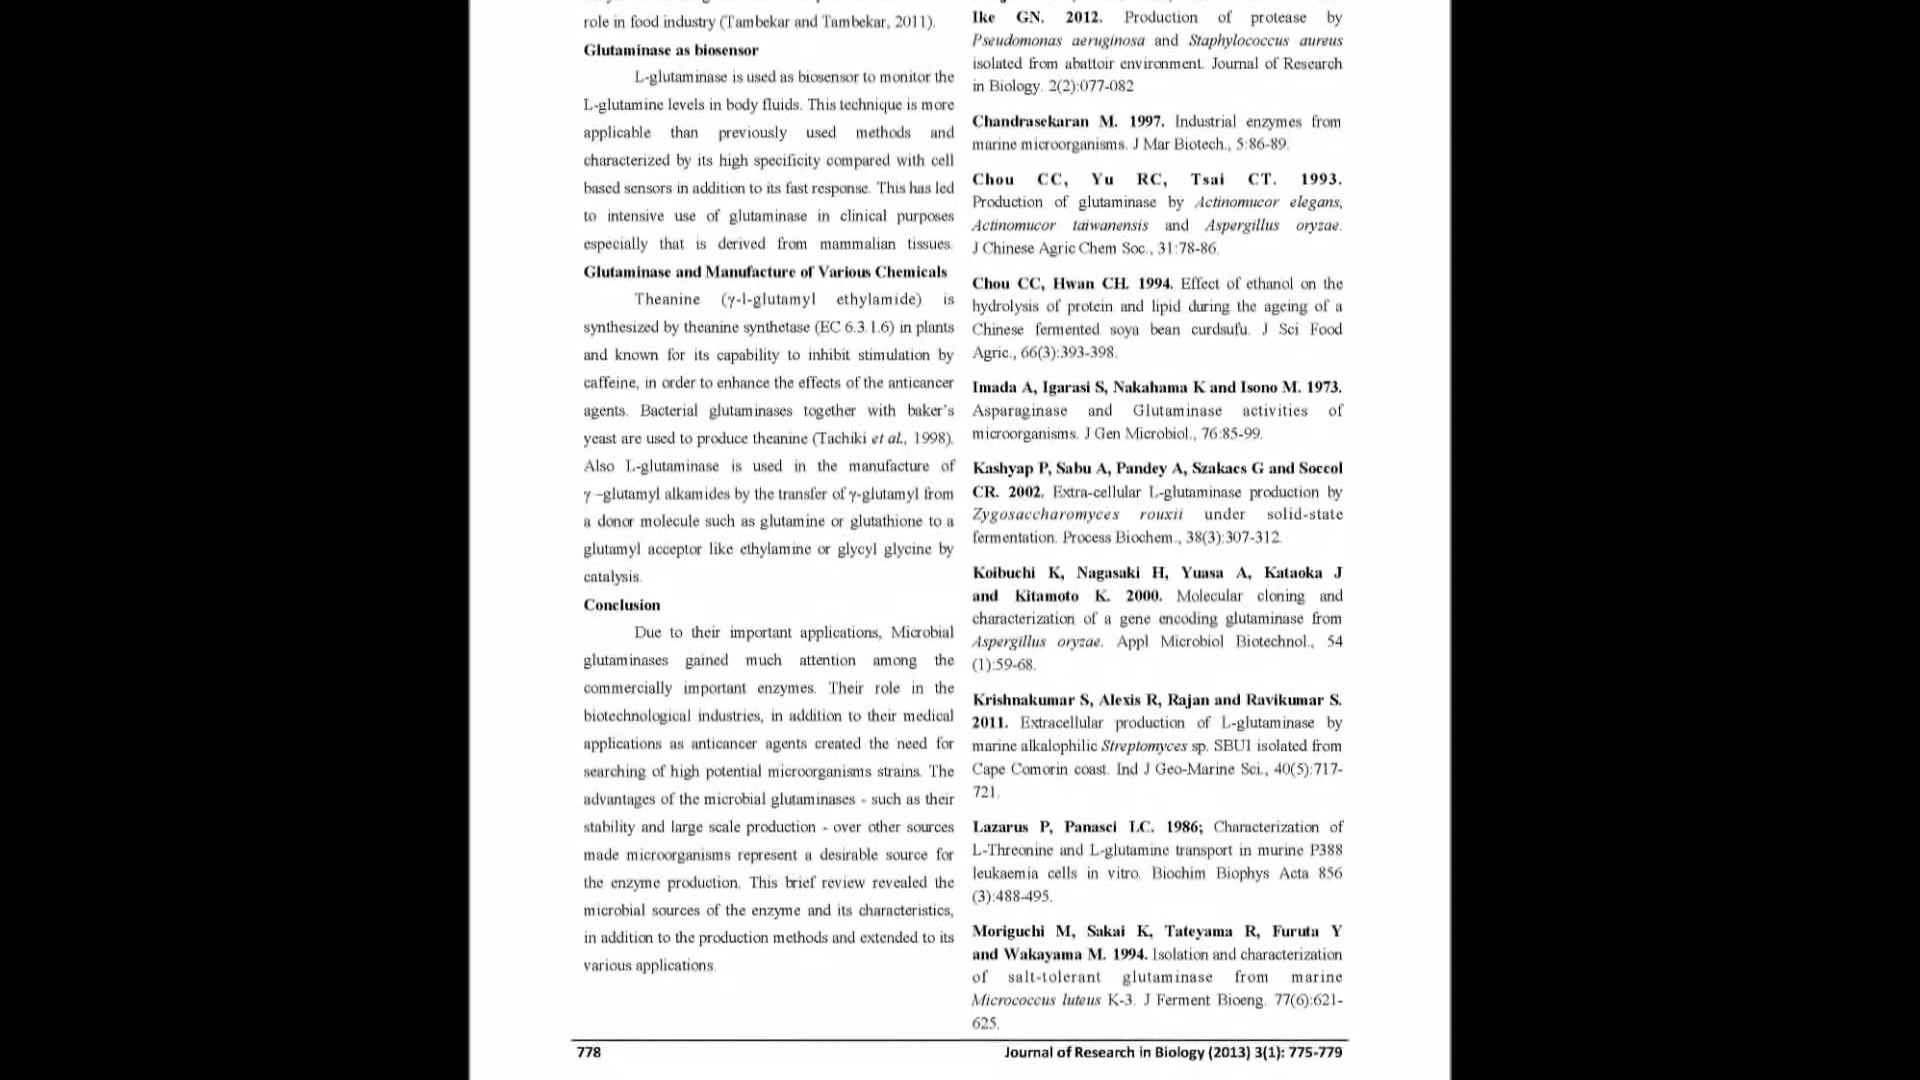 role in food industry (Tambekar and Tambekar, 2011).
Glutaminase as biosensor
L-glutaminase is used as biosensor to monitor the
L-glutamine levels in body fluids. This technique is more
applicable than previously used methods and
characterized by its high specificity compared with cell
based sensors in addition to its fast response. This has led
to intensive use of glutaminase in clinical purposes
especially that is derived from mammalian tissues.
Glutaminase and Manufacture of Various Chemicals
Theanine (γ-l-glutamyl ethylamide) is
synthesized by theanine synthetase (EC 6.3.1.6) in plants
and known for its capability to inhibit stimulation by
caffeine, in order to enhance the effects of the anticancer
agents. Bacterial glutaminases together with baker's
yeast are used to produce theanine (Tachiki et al., 1998).
Also L-glutaminase is used in the manufacture of
γ –glutamyl alkamides by the transfer of γ-glutamyl from
a donor molecule such as glutamine or glutathione to a
glutamyl acceptor like ethylamine or glycyl glycine by
catalysis.
Conclusion
Due to their important applications, Microbial
glutaminases gained much attention among the
commercially important enzymes. Their role in the
biotechnological industries, in addition to their medical
applications as anticancer agents created the need for
searching of high potential microorganisms strains. The
advantages of the microbial glutaminases - such as their
stability and large scale production - over other sources
made microorganisms represent a desirable source for
the enzyme production. This brief review revealed the
microbial sources of the enzyme and its characteristics,
in addition to the production methods and extended to its
various applications.
Ike GN. 2012. Production of protease by
Pseudomonas aeruginosa and Staphylococcus aureus
isolated from abattoir environment. Journal of Research
in Biology. 2(2):077-082
Chandrasekaran M. 1997. Industrial enzymes from
marine microorganisms. J Mar Biotech., 5:86-89.
Chou CC, Yu RC, Tsai CT. 1993.
Production of glutaminase by Actinomucor elegans,
Actinomucor taiwanensis and Aspergillus oryzae.
J Chinese Agric Chem Soc., 31:78-86.
Chou CC, Hwan CH. 1994. Effect of ethanol on the
hydrolysis of protein and lipid during the ageing of a
Chinese fermented soya bean curdsufu. J Sci Food
Agric., 66(3):393-398.
Imada A, Igarasi S, Nakahama K and Isono M. 1973.
Asparaginase and Glutaminase activities of
microorganisms. J Gen Microbiol., 76:85-99.
Kashyap P, Sabu A, Pandey A, Szakacs G and Soccol
CR. 2002. Extra-cellular L-glutaminase production by
Zygosaccharomyces rouxii under solid-state
fermentation. Process Biochem., 38(3):307-312.
Koibuchi K, Nagasaki H, Yuasa A, Kataoka J
and Kitamoto K. 2000. Molecular cloning and
characterization of a gene encoding glutaminase from
Aspergillus oryzae. Appl Microbiol Biotechnol., 54
(1):59-68.
Krishnakumar S, Alexis R, Rajan and Ravikumar S.
2011. Extracellular production of L-glutaminase by
marine alkalophilic Streptomyces sp. SBU1 isolated from
Cape Comorin coast. Ind J Geo-Marine Sci., 40(5):717-
721.
Lazarus P, Panasci LC. 1986; Characterization of
L-Threonine and L-glutamine transport in murine P388
leukaemia cells in vitro. Biochim Biophys Acta 856
(3):488-495.
Moriguchi M, Sakai K, Tateyama R, Furuta Y
and Wakayama M. 1994. Isolation and characterization
of salt-tolerant glutaminase from marine
Micrococcus luteus K-3. J Ferment Bioeng. 77(6):621-
625.
778
Journal of Research in Biology (2013) 3(1): 775-779